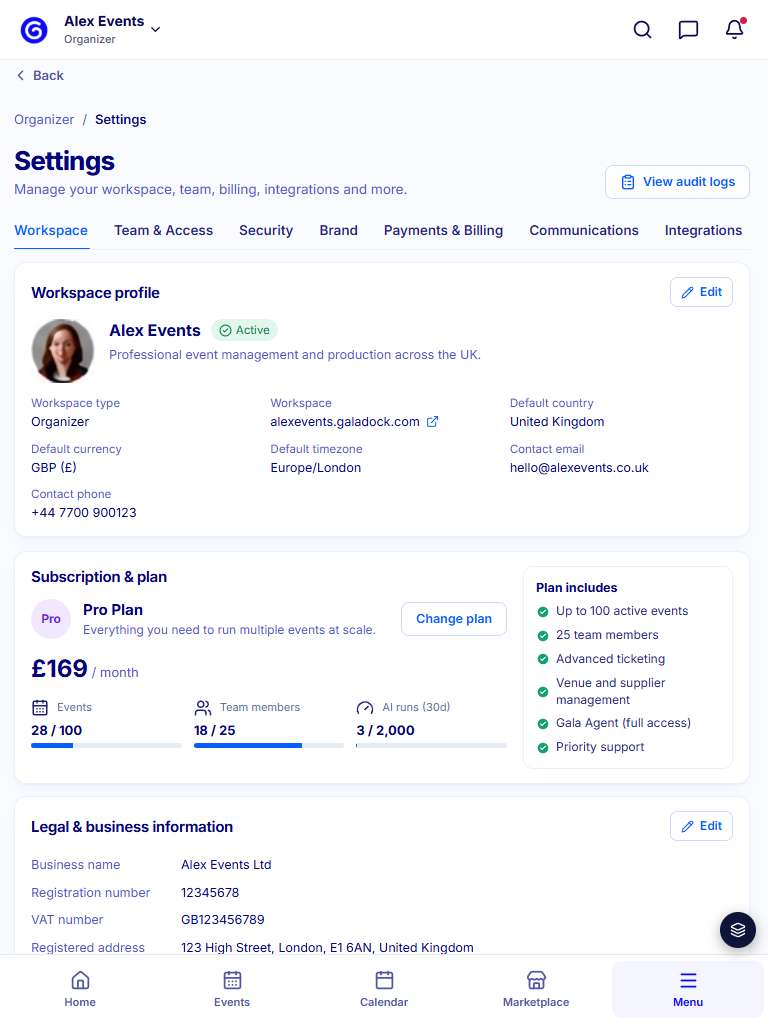 Alex Events
Organizer
Back
Organizer / Settings
Settings
Manage your workspace, team, billing, integrations and more.
View audit logs
Workspace Team & Access Security Brand Payments & Billing Communications Integrations
Workspace profile
Edit
Alex Events Active
Professional event management and production across the UK.
Workspace type Workspace Default country
Organizer alexevents.galadock.com United Kingdom
Default currency Default timezone Contact email
GBP (£) Europe/London hello@alexevents.co.uk
Contact phone
+44 7700 900123
Subscription & plan
Pro
Pro Plan
Everything you need to run multiple events at scale.
Change plan
£169 / month
Events Team members AI runs (30d)
28 / 100 18 / 25 3 / 2,000
Plan includes
Up to 100 active events
25 team members
Advanced ticketing
Venue and supplier
management
Gala Agent (full access)
Priority support
Legal & business information
Edit
Business name Alex Events Ltd
Registration number 12345678
VAT number GB123456789
Registered address 123 High Street, London, E1 6AN, United Kingdom
Home Events Calendar Marketplace Menu